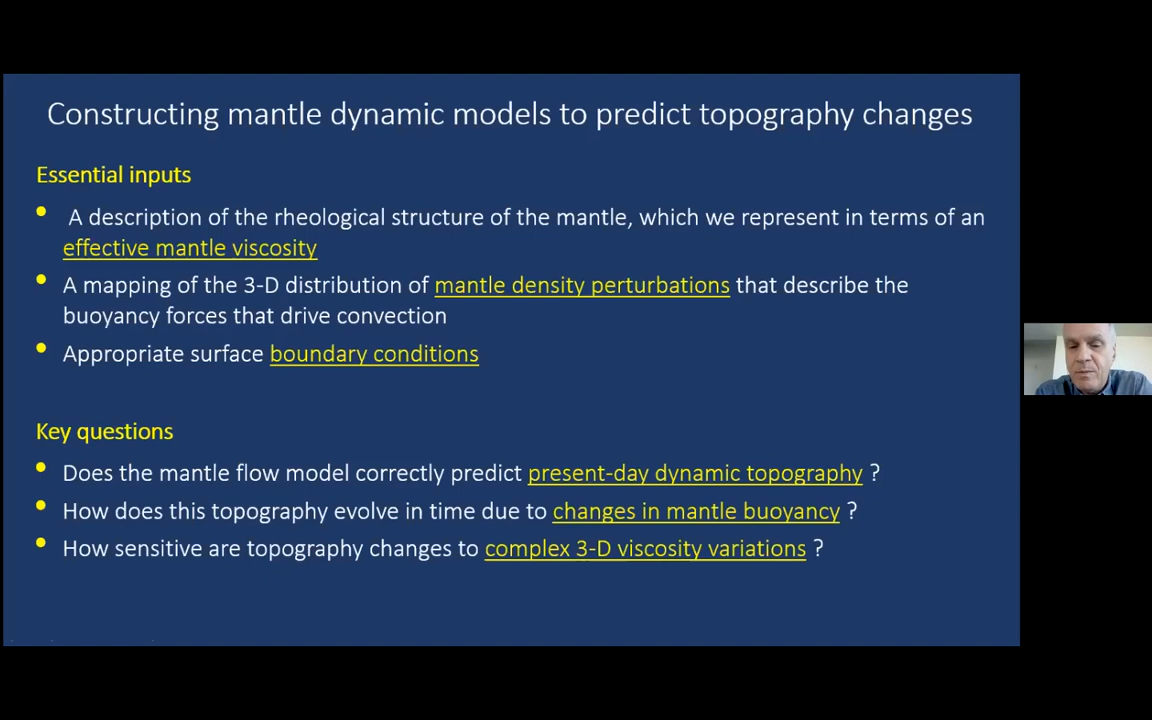 Constructing mantle dynamic models to predict topography changes
Essential inputs
• A description of the rheological structure of the mantle, which we represent in terms of an
effective mantle viscosity
• A mapping of the 3-D distribution of mantle density perturbations that describe the
buoyancy forces that drive convection
• Appropriate surface boundary conditions
Key questions
• Does the mantle flow model correctly predict present-day dynamic topography ?
• How does this topography evolve in time due to changes in mantle buoyancy ?
• How sensitive are topography changes to complex 3-D viscosity variations ?